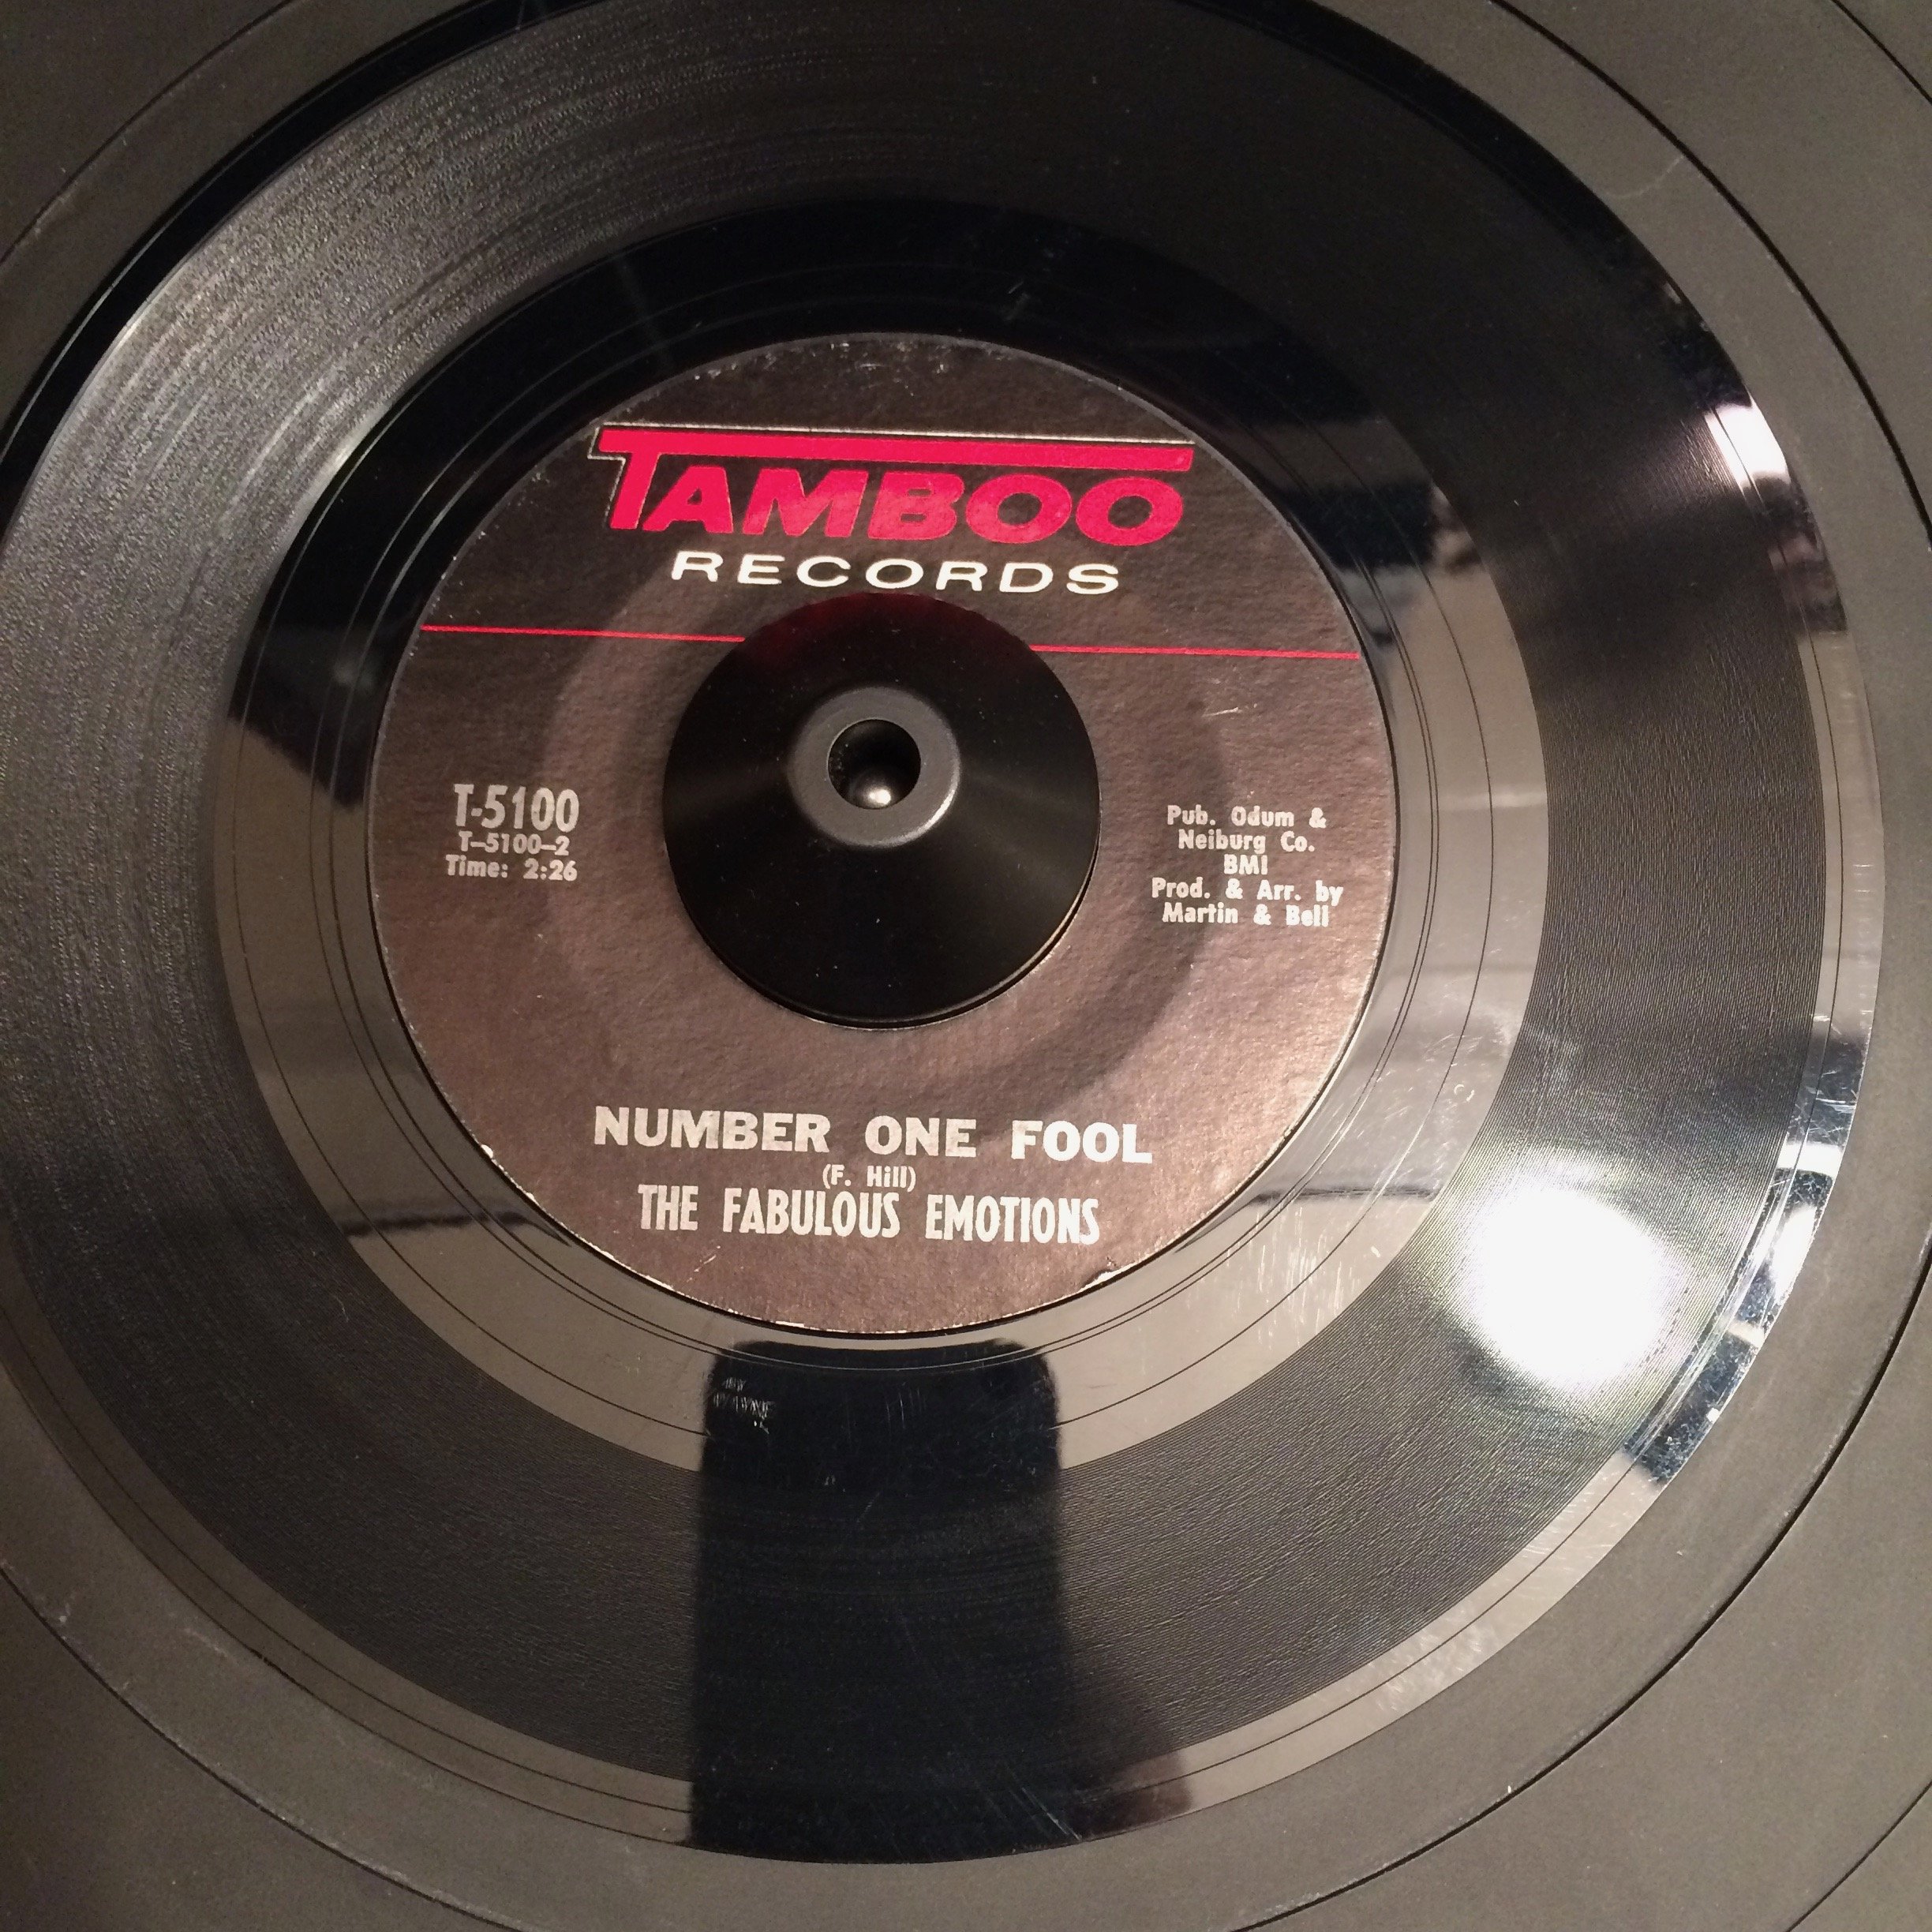 TAMBOO
RECORDS
T-5100
T-5100-2
Time: 2:26
Pub. Odum &
Neiburg Co.
BMI
Prod. & Arr. by
Martin & Bell
NUMBER ONE FOOL
(F. Hill)
THE FABULOUS EMOTIONS